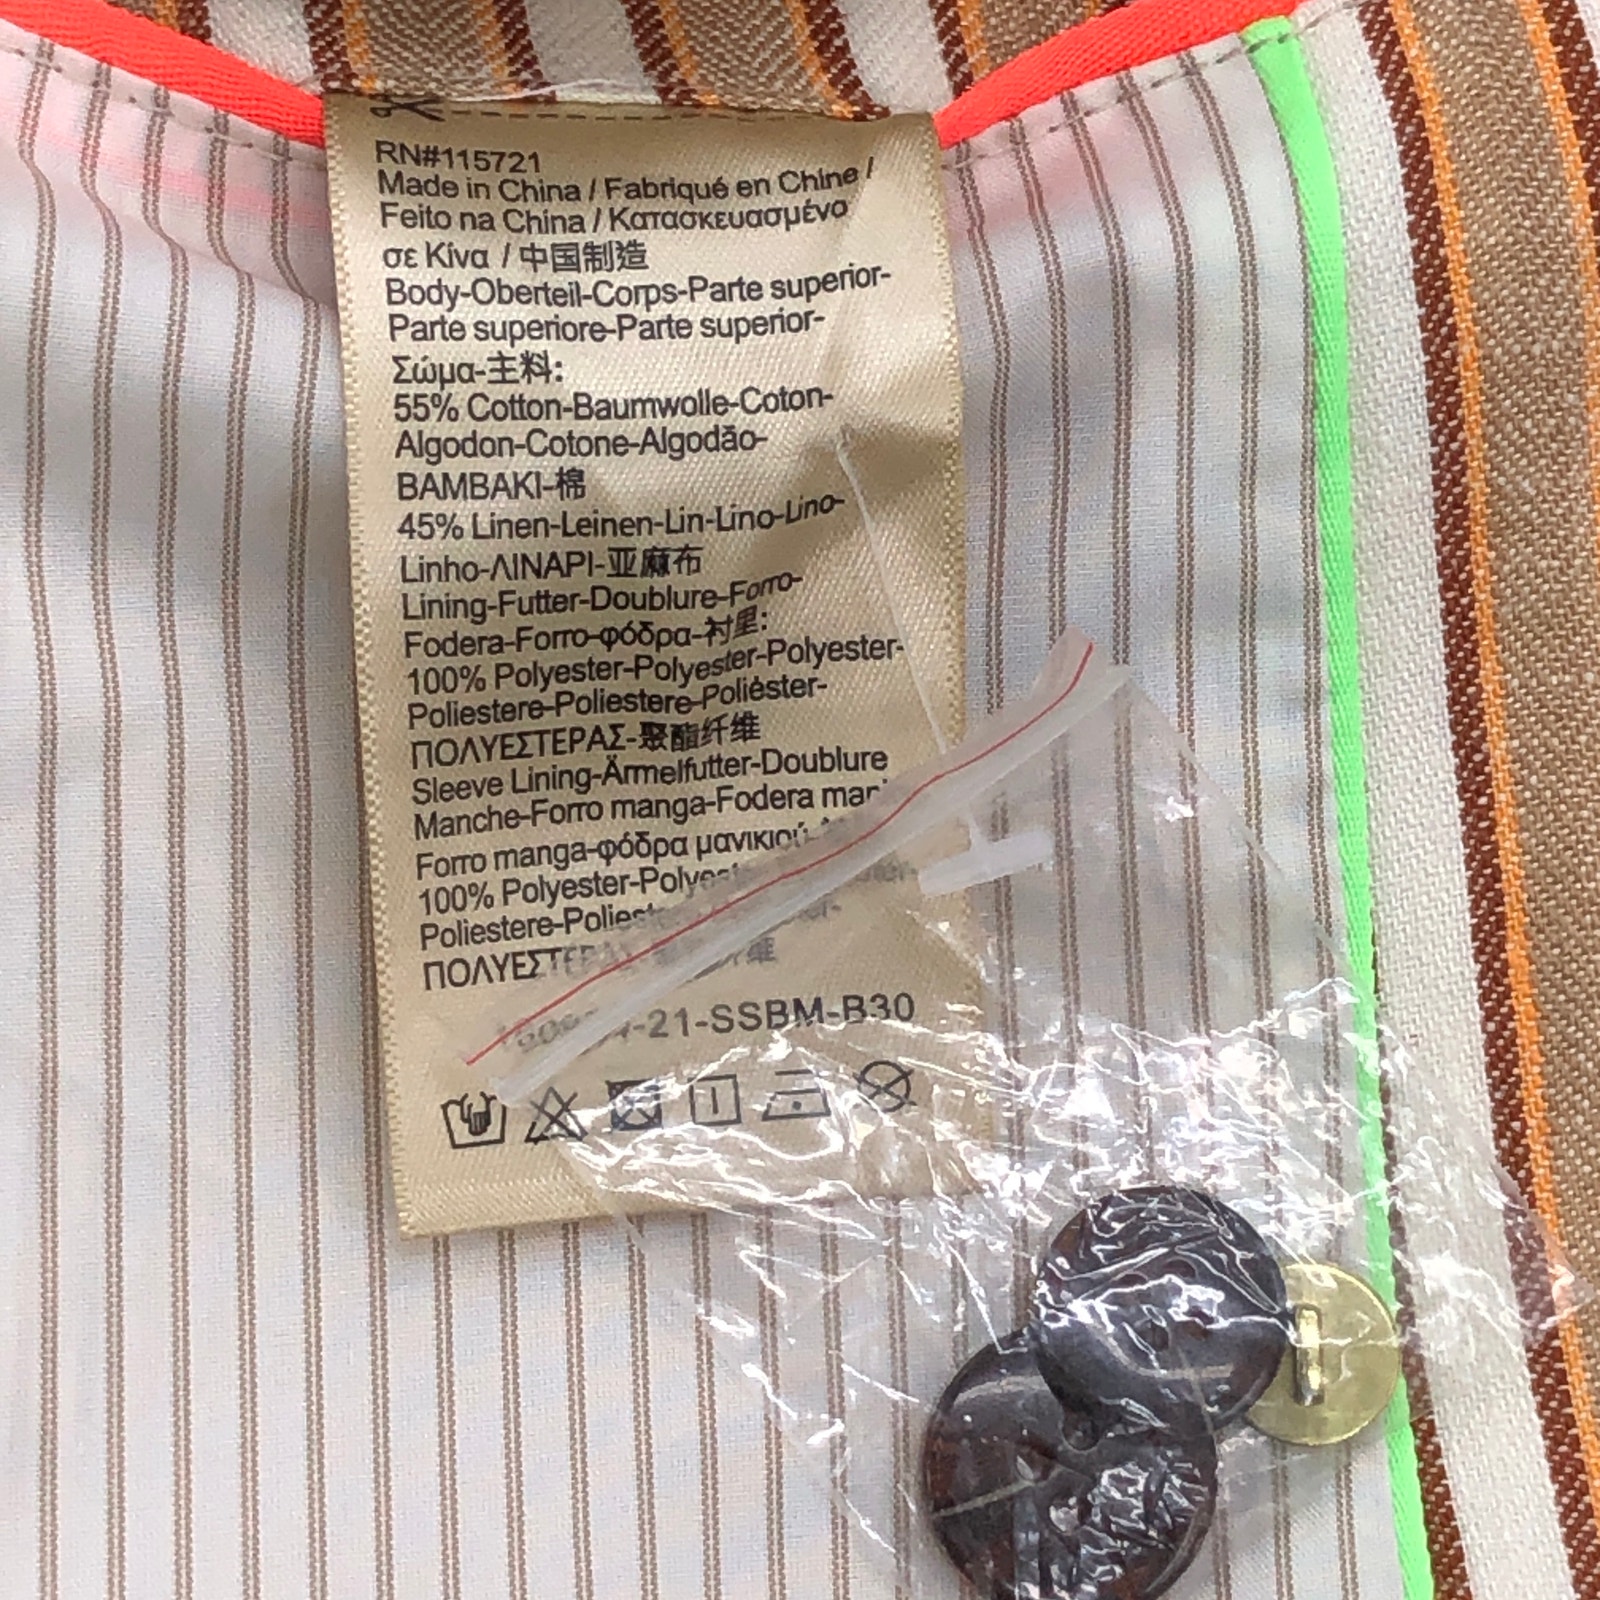 RN#115721
Made in China / Fabriqué en Chine /
Feito na China / Κατασκευασμένο
σε Κίνα / 中国制造
Body-Oberteil-Corps-Parte superior-
Parte superiore-Parte superior-
Σώμα-主料:
55% Cotton-Baumwolle-Coton-
Algodon-Cotone-Algodão-
BAMBAKI-棉
45% Linen-Leinen-Lin-Lino-Lino-
Linho-ΛΙΝΑΡΙ-亚麻布
Lining-Futter-Doublure-Forro-
Fodera-Forro-φόδρα-衬里:
100% Polyester-Polyester-Polyester-
Poliestere-Poliestere-Poliéster-
ΠΟΛΥΕΣΤΕΡΑΣ-聚酯纤维
Sleeve Lining-Ärmelfutter-Doublure
Manche-Forro manga-Fodera
Forro manga-φόδρα μανικιού-
100% Polyester-
Poliestere-
ΠΟΛΥΕΣΤΕΡΑΣ-
21-SSBM-B30